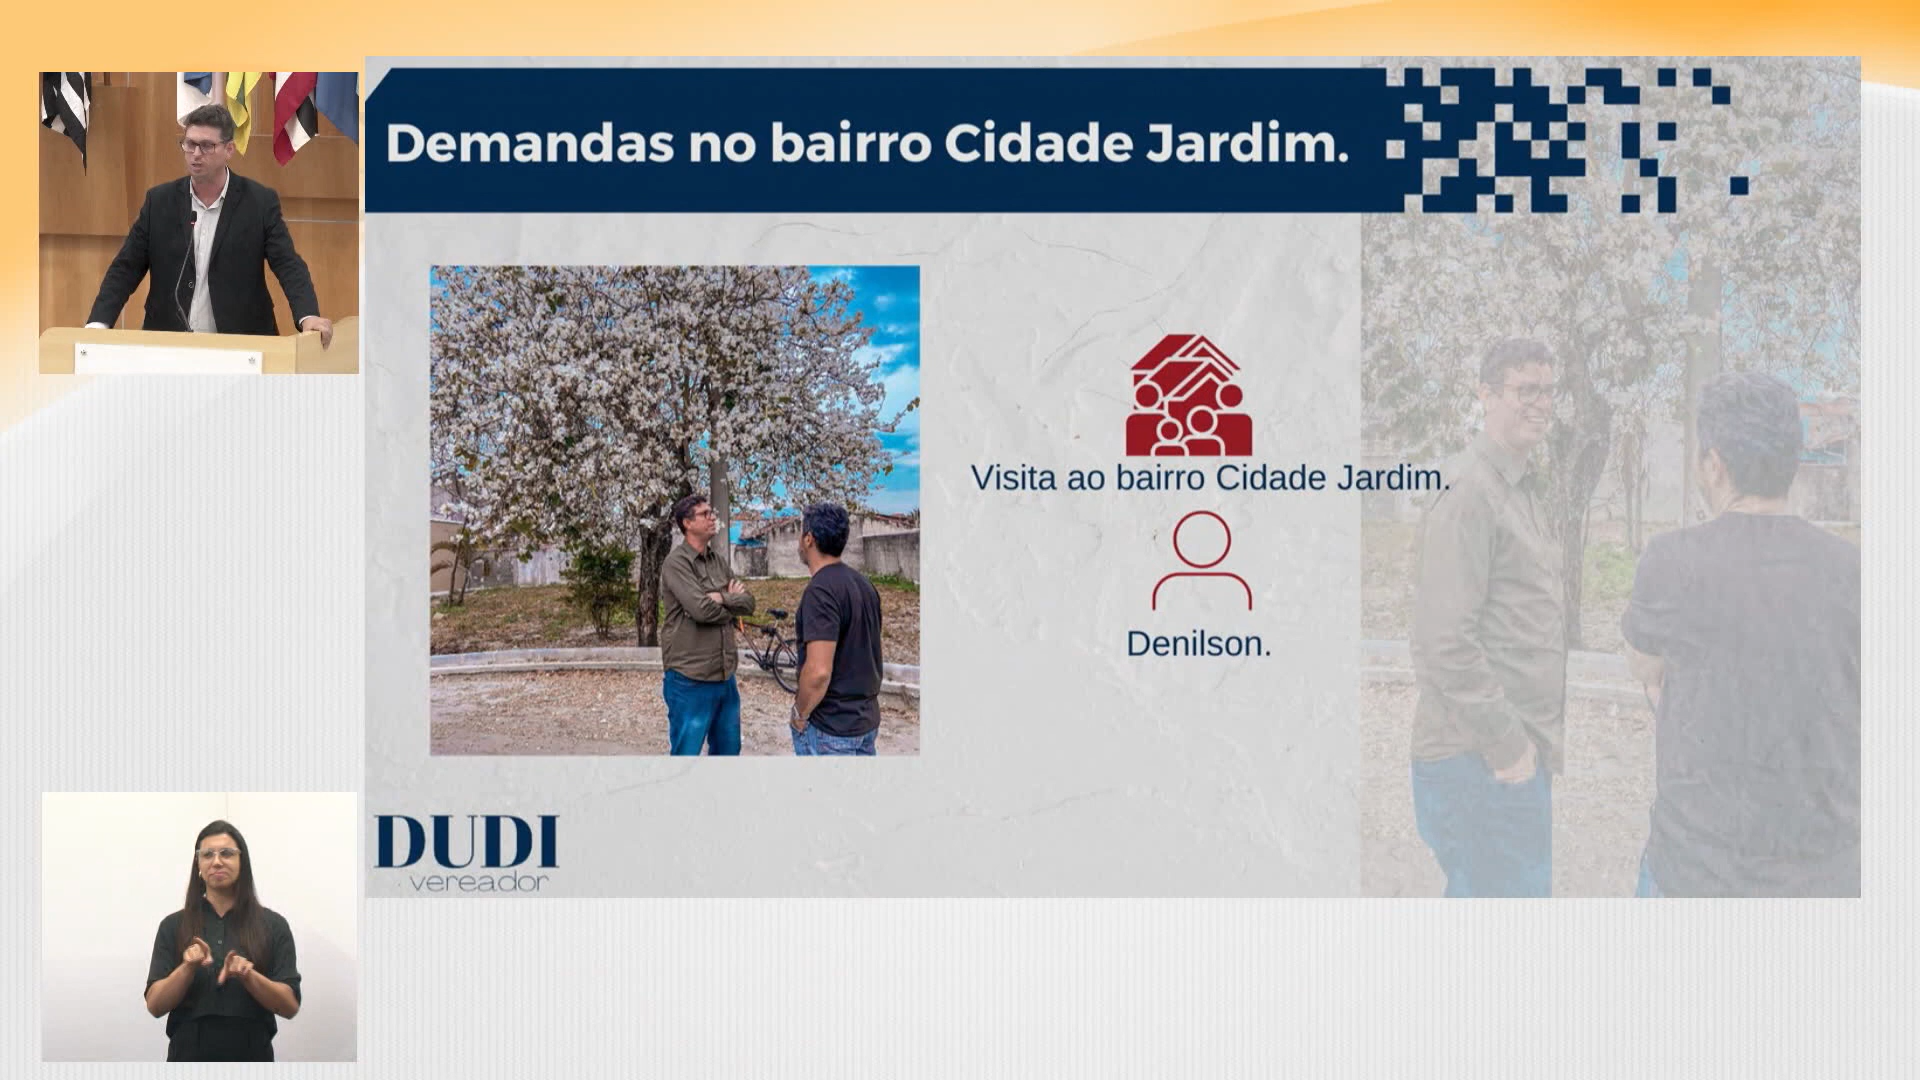 Demandas no bairro Cidade Jardim.
Visita ao bairro Cidade Jardim.
Denilson.
DUDI
vereador